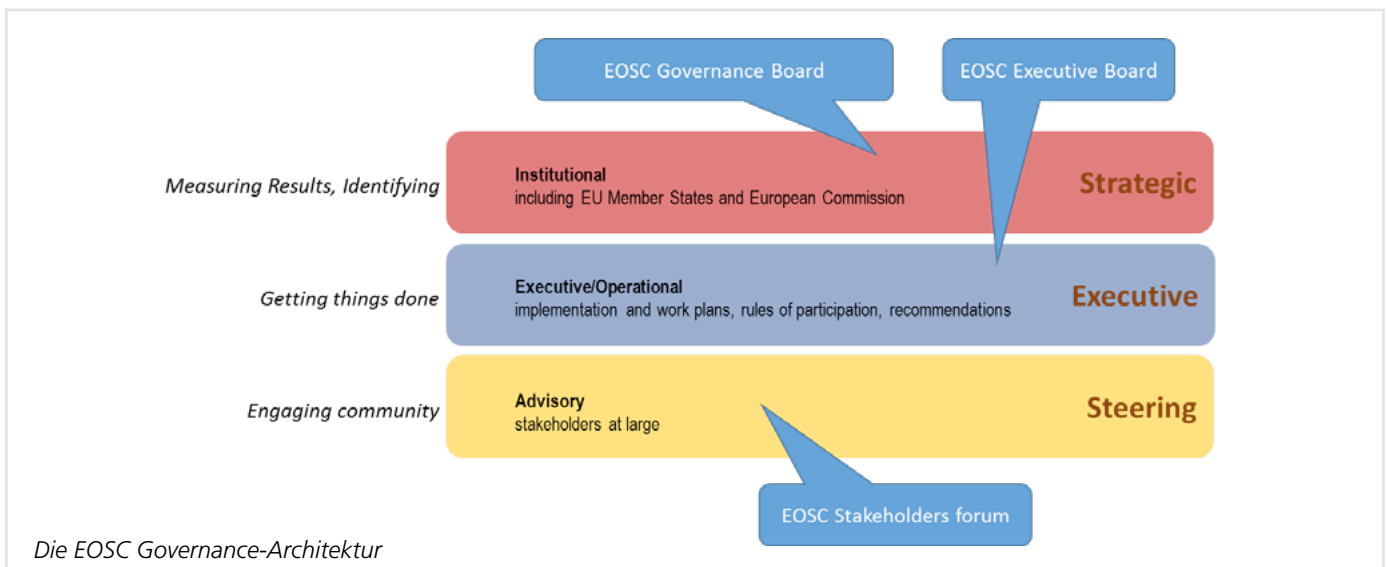 EOSC Governance Board
EOSC Executive Board
Measuring Results, Identifying
Institutional
including EU Member States and European Commission
Strategic
Getting things done
Executive/Operational
implementation and work plans, rules of participation, recommendations
Executive
Engaging community
Advisory
stakeholders at large
Steering
EOSC Stakeholders forum
Die EOSC Governance-Architektur